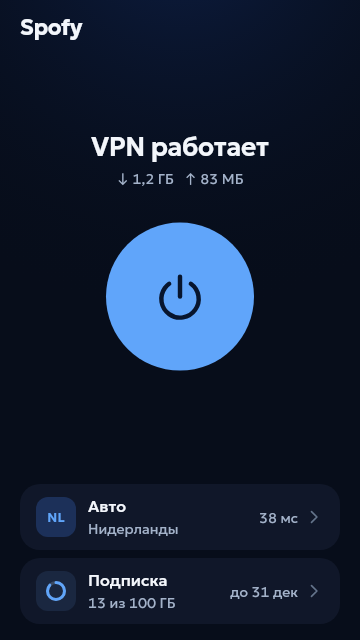 Spofy
VPN работает
↓ 1,2 ГБ ↑ 83 МБ
NL
Авто
Нидерланды
38 мс
Подписка
13 из 100 ГБ
до 31 дек